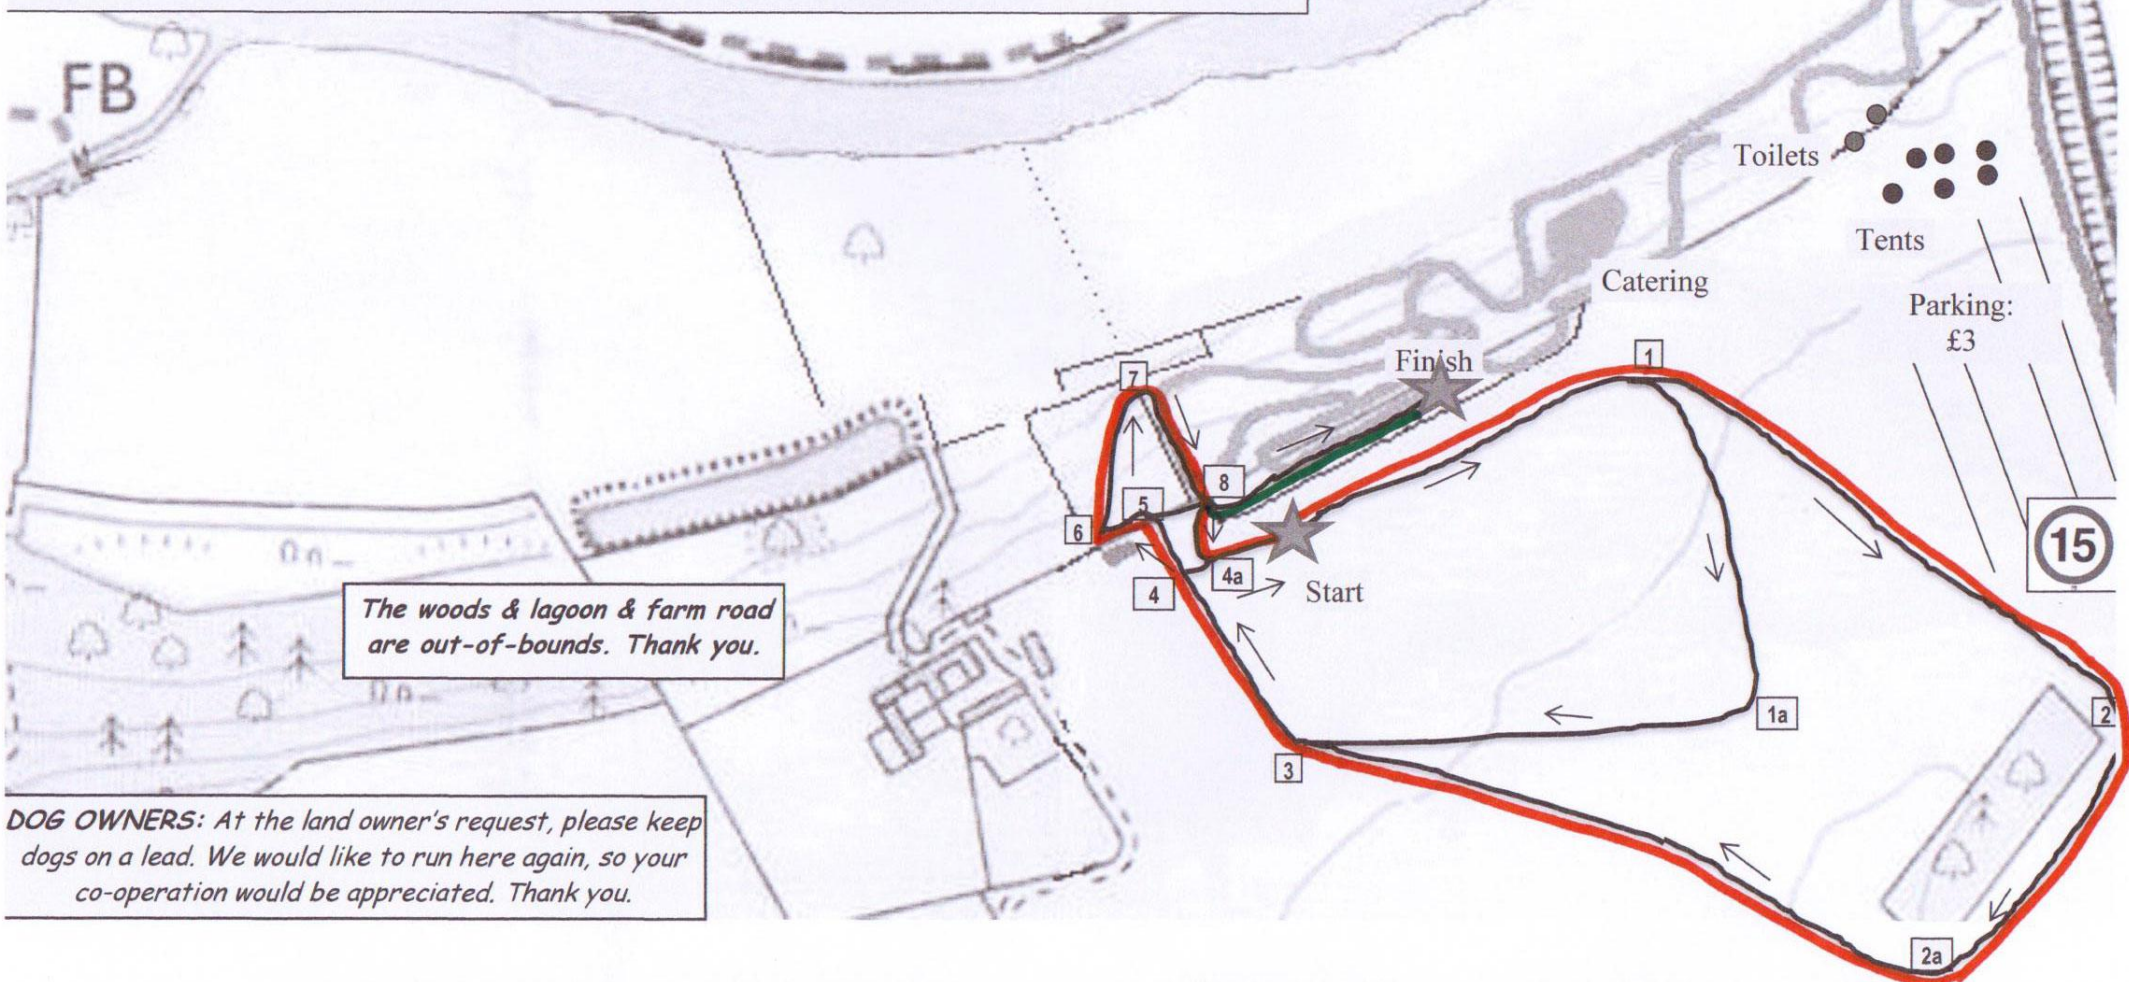 FB
Toilets
Tents
Catering
Parking:
£3
Finish
1
7
8
5
6
15
4a
4
Start
The woods & lagoon & farm road
are out-of-bounds. Thank you.
1a
2
3
DOG OWNERS: At the land owner's request, please keep
dogs on a lead. We would like to run here again, so your
co-operation would be appreciated. Thank you.
2a